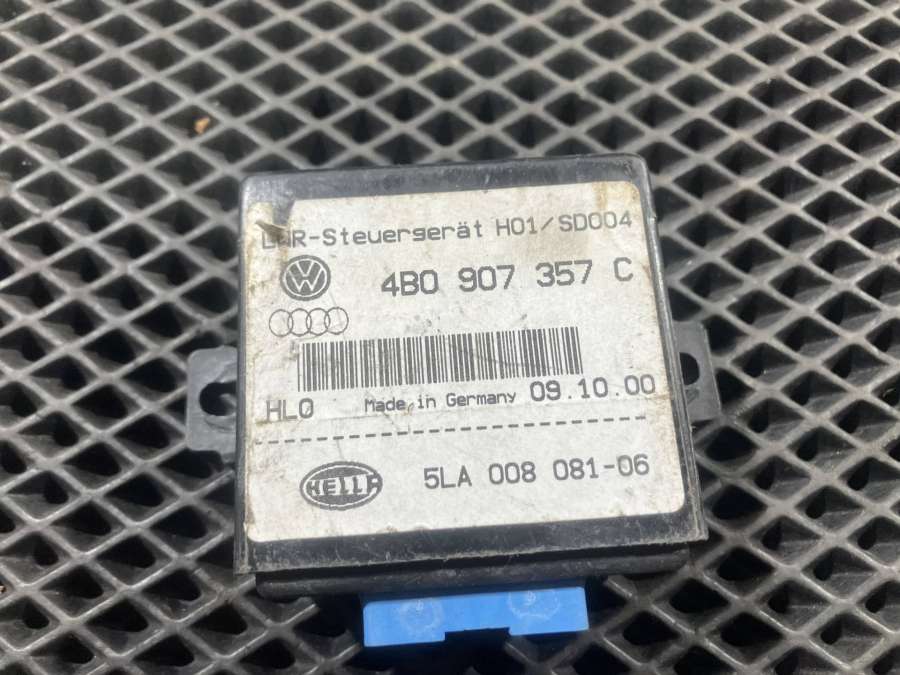 -Steuergerät H01/SD004
4B0 907 357 C
HL0 Made in Germany 09.10.00
HELLA
5LA 008 081-06